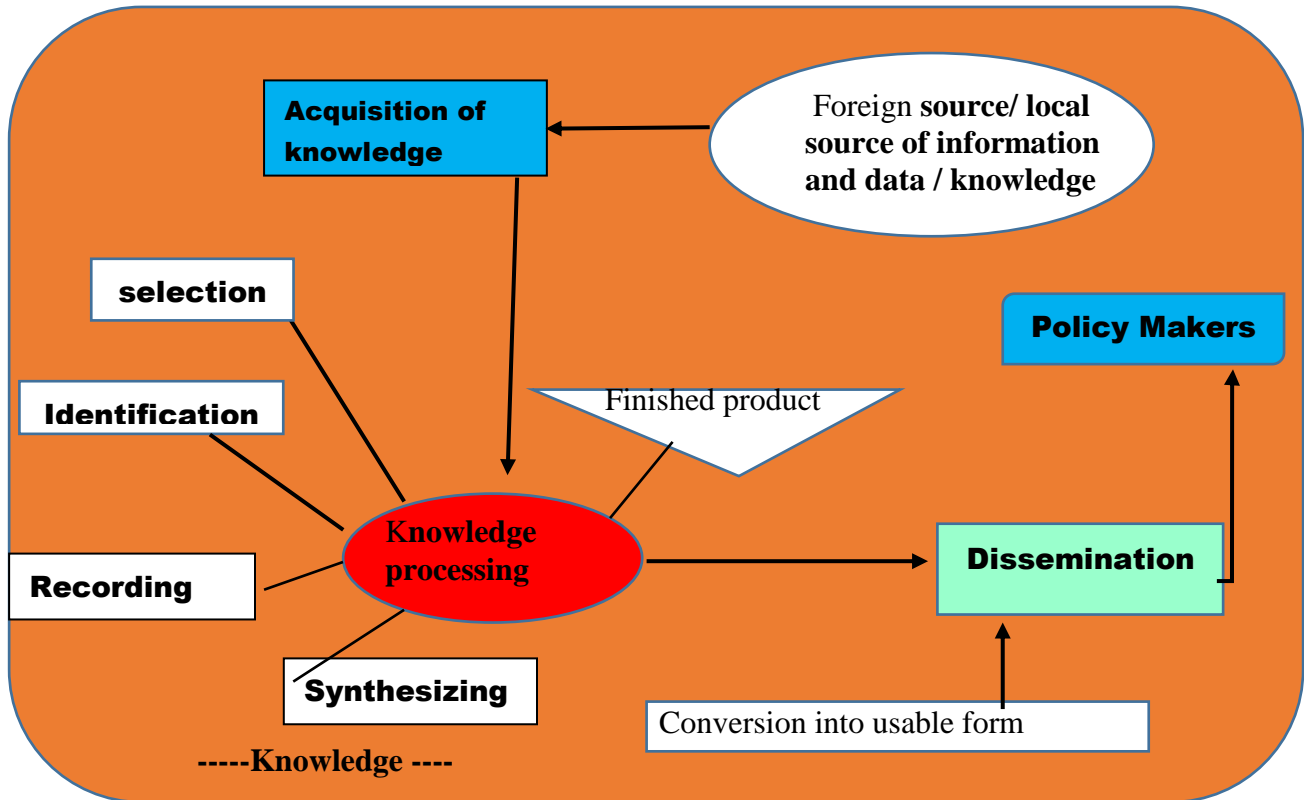 Acquisition of
knowledge
Foreign source/ local
source of information
and data / knowledge
selection
Policy Makers
Identification
Finished product
Knowledge
processing
Dissemination
Recording
Synthesizing
Conversion into usable form
-----Knowledge ----